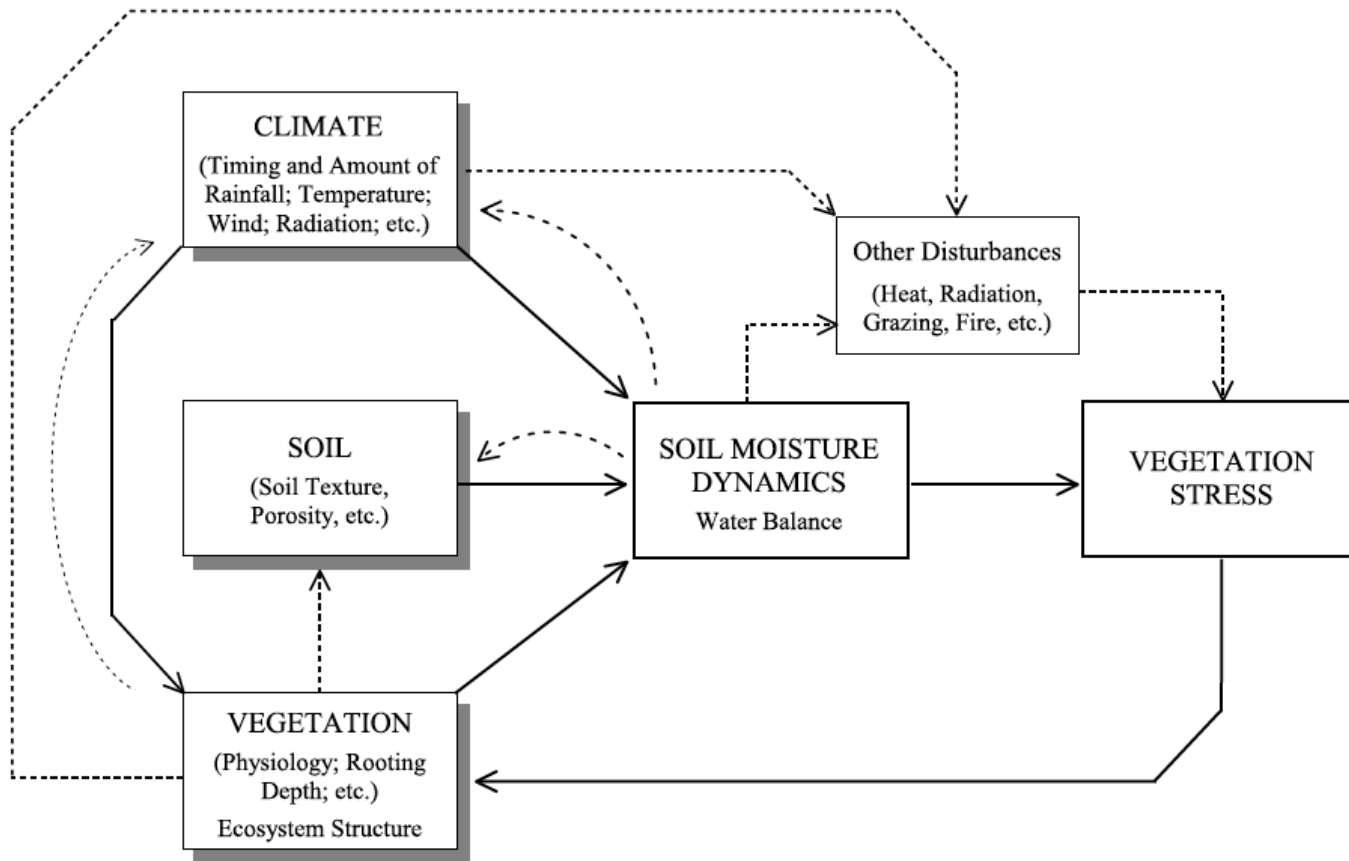 CLIMATE
(Timing and Amount of
Rainfall; Temperature;
Wind; Radiation; etc.)
Other Disturbances
(Heat, Radiation,
Grazing, Fire, etc.)
SOIL
(Soil Texture,
Porosity, etc.)
SOIL MOISTURE
DYNAMICS
Water Balance
VEGETATION
STRESS
VEGETATION
(Physiology; Rooting
Depth; etc.)
Ecosystem Structure